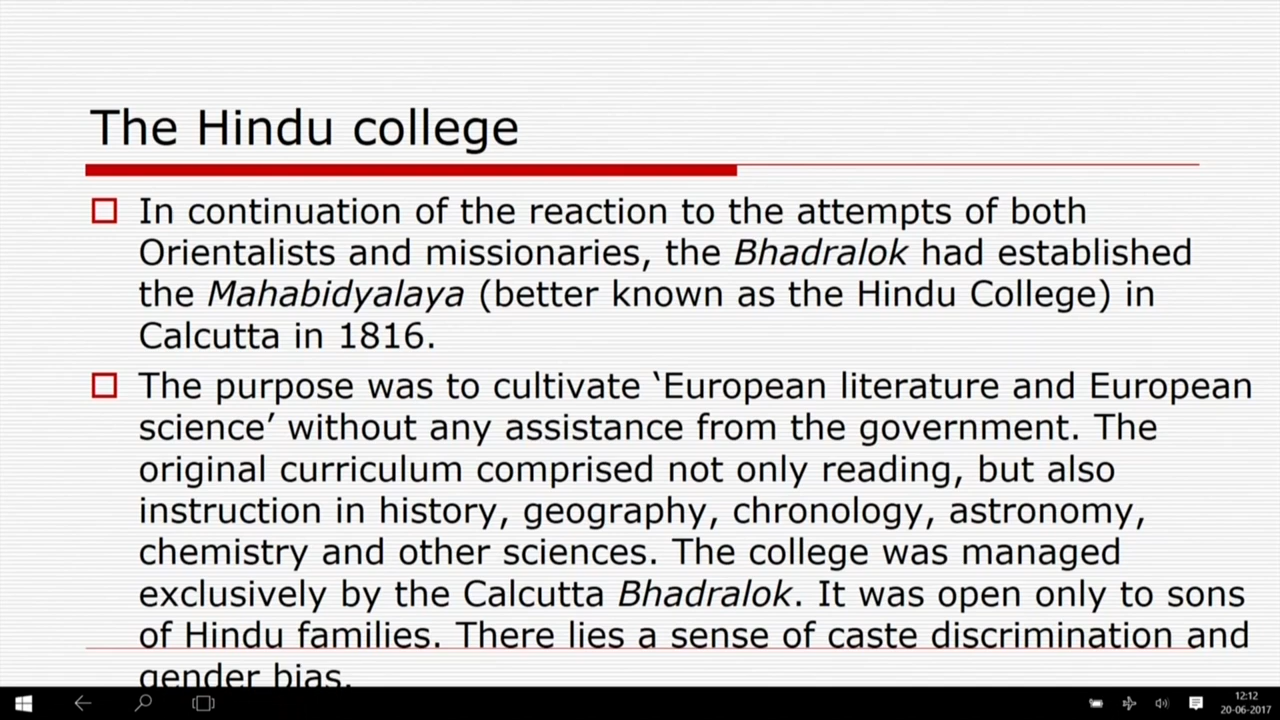 The Hindu college
In continuation of the reaction to the attempts of both
Orientalists and missionaries, the Bhadralok had established
the Mahabidyalaya (better known as the Hindu College) in
Calcutta in 1816.
The purpose was to cultivate ‘European literature and European
science’ without any assistance from the government. The
original curriculum comprised not only reading, but also
instruction in history, geography, chronology, astronomy,
chemistry and other sciences. The college was managed
exclusively by the Calcutta Bhadralok. It was open only to sons
of Hindu families. There lies a sense of caste discrimination and
gender bias.
12:12
20-06-2017